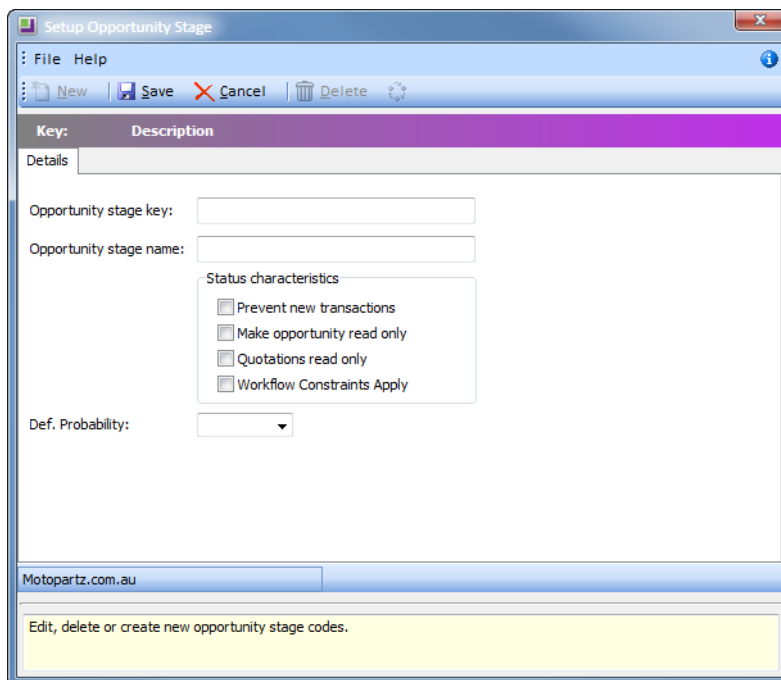 Setup Opportunity Stage
File Help
New Save Cancel Delete
Key: Description
Details
Opportunity stage key:
Opportunity stage name:
Status characteristics
Prevent new transactions
Make opportunity read only
Quotations read only
Workflow Constraints Apply
Def. Probability:
Motopartz.com.au
Edit, delete or create new opportunity stage codes.